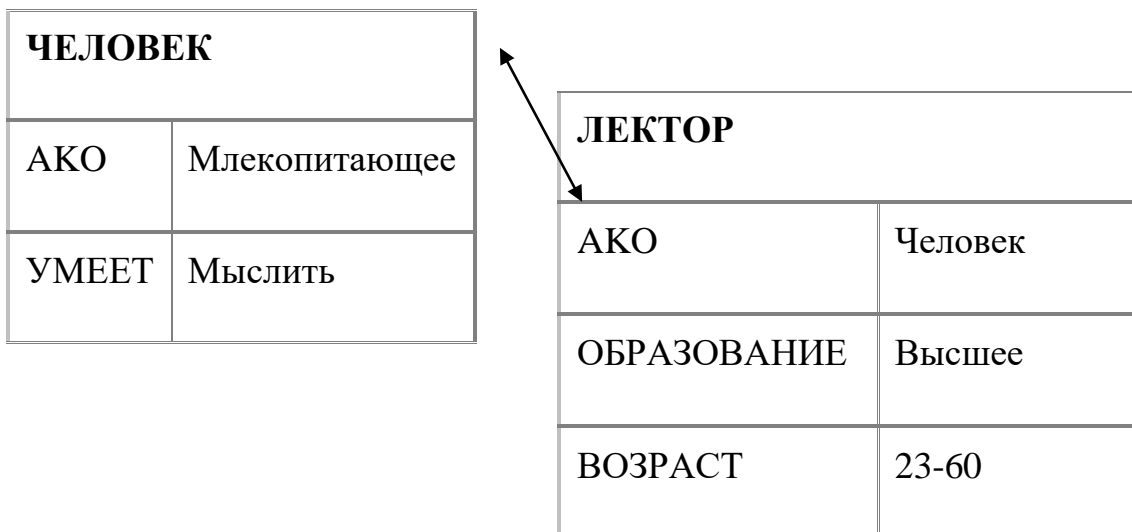 ЧЕЛОВЕК
АКО Млекопитающее
УМЕЕТ Мыслить
ЛЕКТОР
АКО Человек
ОБРАЗОВАНИЕ Высшее
ВОЗРАСТ 23-60